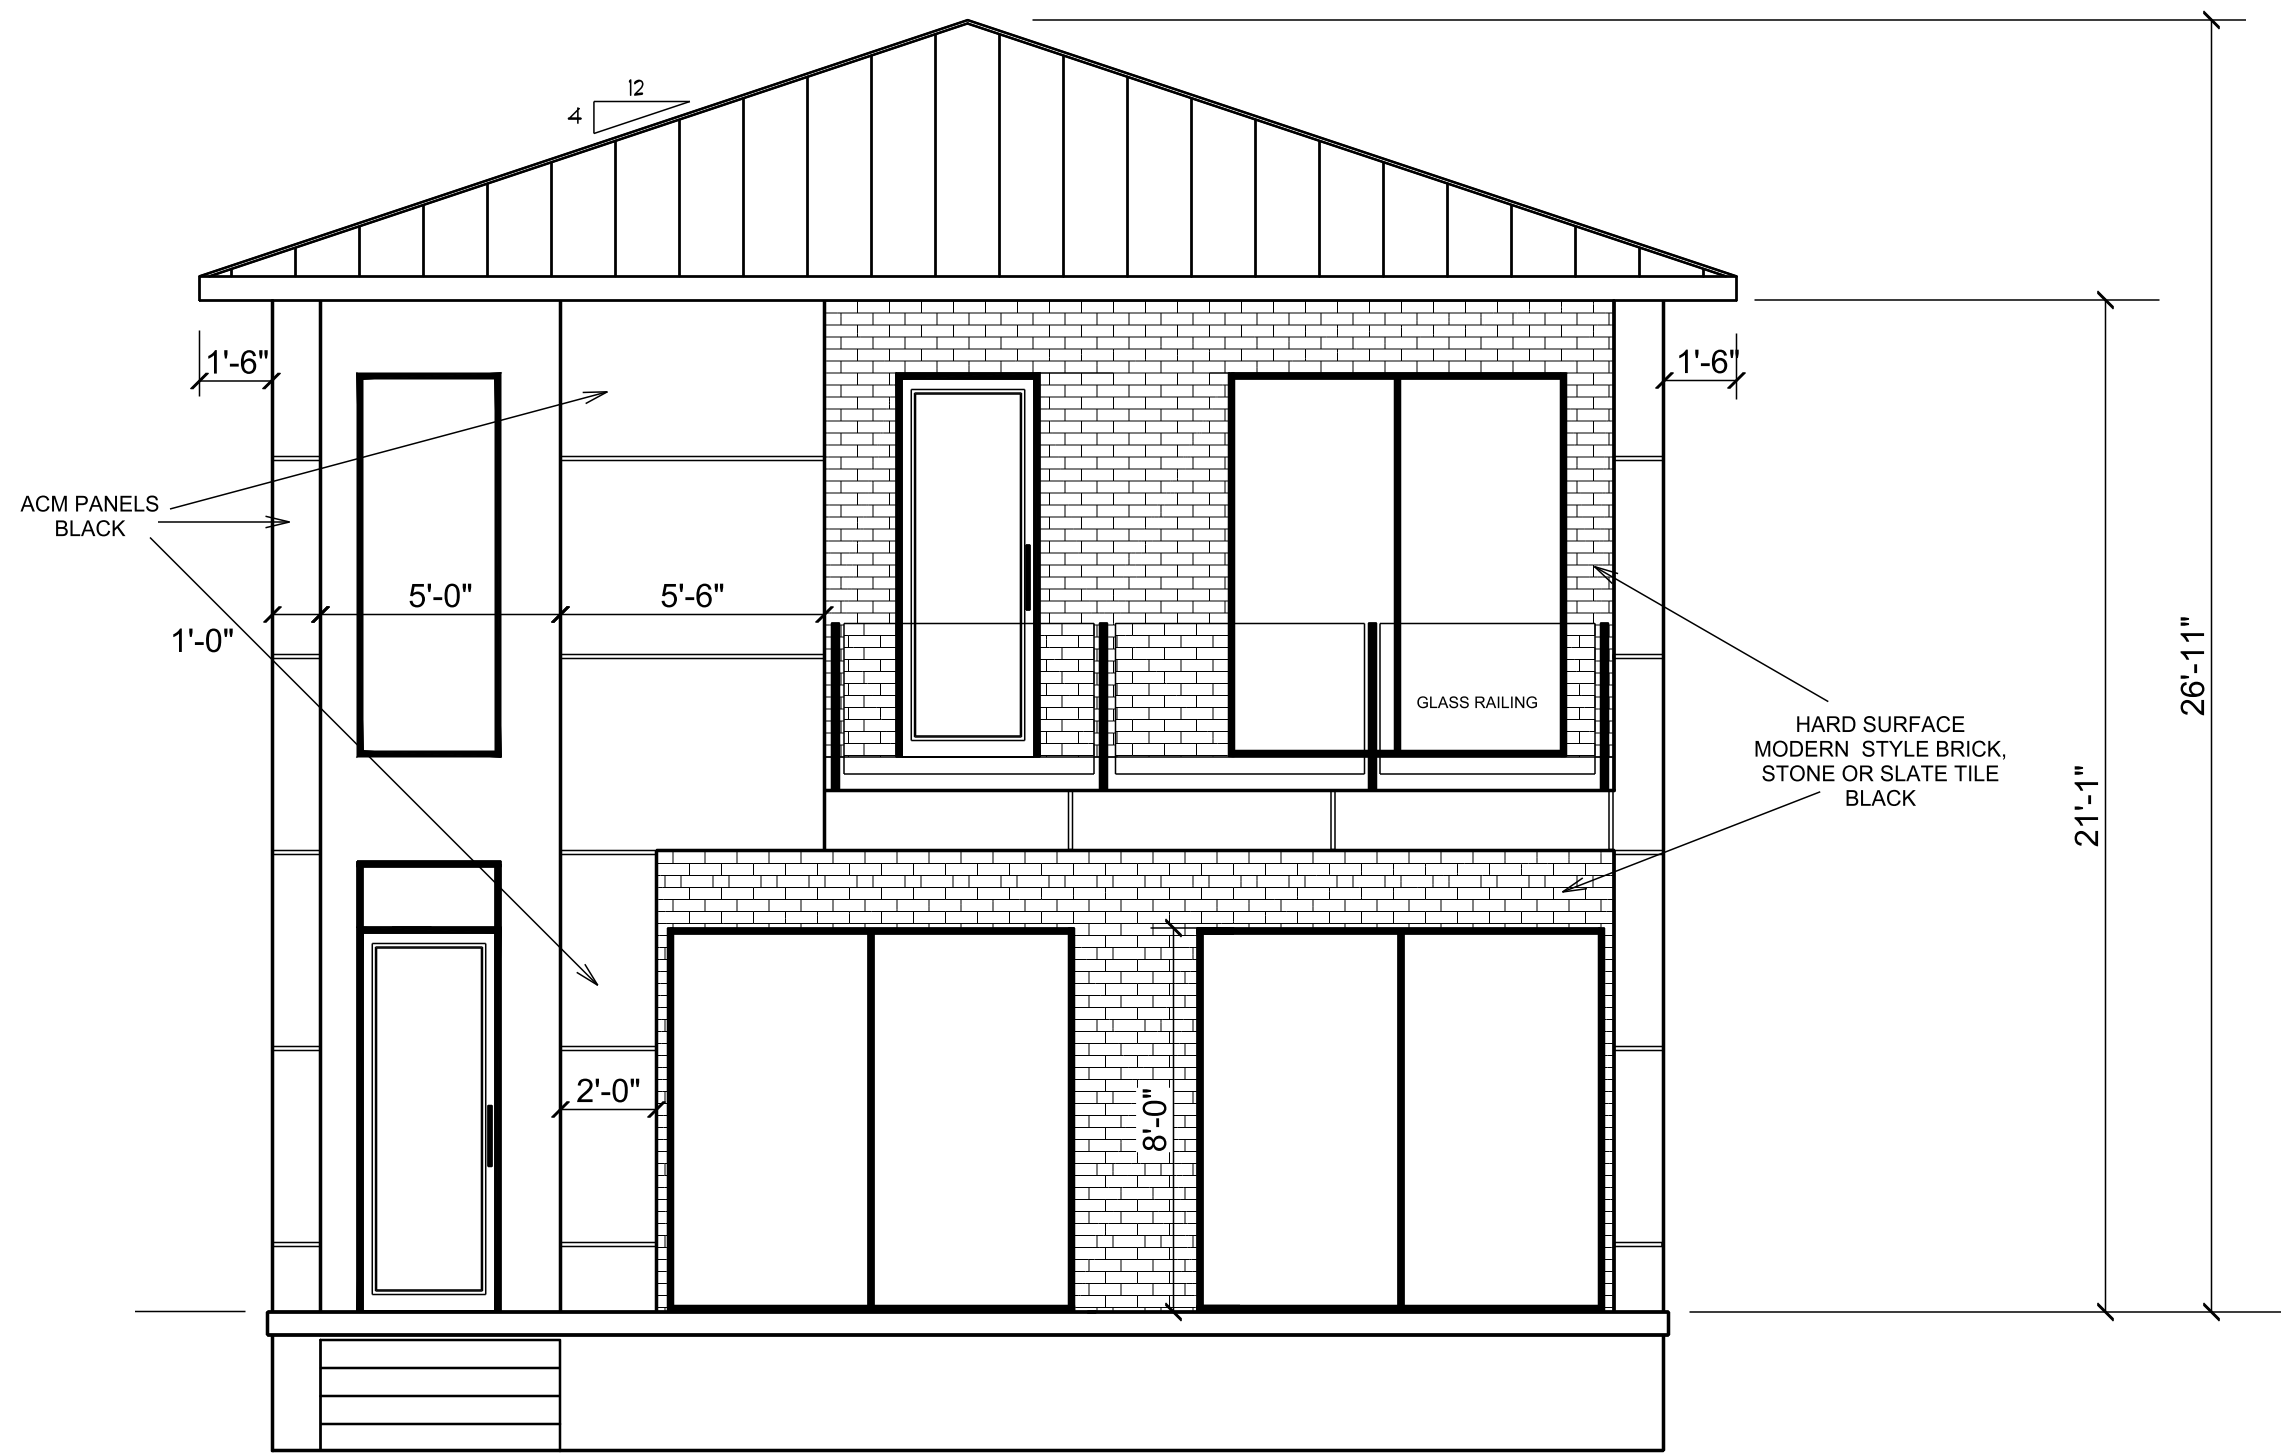 12
4
1'-6"
1'-6"
ACM PANELS
BLACK
5'-0"
5'-6"
1'-0"
26'-11"
GLASS RAILING
HARD SURFACE
MODERN  STYLE BRICK,
STONE OR SLATE TILE
BLACK
21'-1"
2'-0"
8'-0"